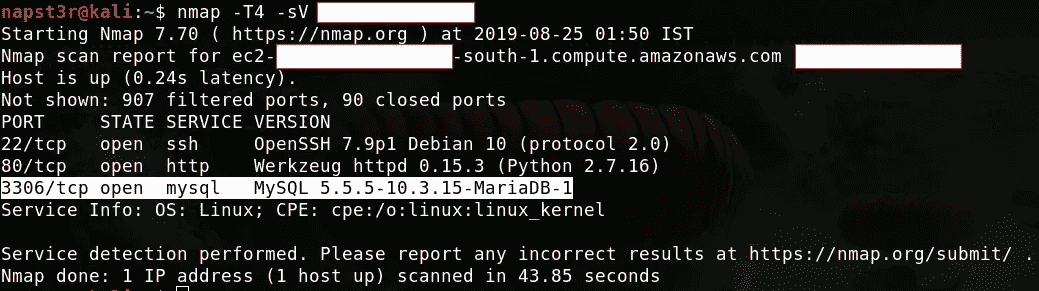 napst3r@kali:~$ nmap -T4 -sV
Starting Nmap 7.70 ( https://nmap.org ) at 2019-08-25 01:50 IST
Nmap scan report for ec2- -south-1.compute.amazonaws.com
Host is up (0.24s latency).
Not shown: 907 filtered ports, 90 closed ports
PORT     STATE SERVICE VERSION
22/tcp   open  ssh     OpenSSH 7.9p1 Debian 10 (protocol 2.0)
80/tcp   open  http    Werkzeug httpd 0.15.3 (Python 2.7.16)
3306/tcp open  mysql   MySQL 5.5.5-10.3.15-MariaDB-1
Service Info: OS: Linux; CPE: cpe:/o:linux:linux_kernel
Service detection performed. Please report any incorrect results at https://nmap.org/submit/ .
Nmap done: 1 IP address (1 host up) scanned in 43.85 seconds